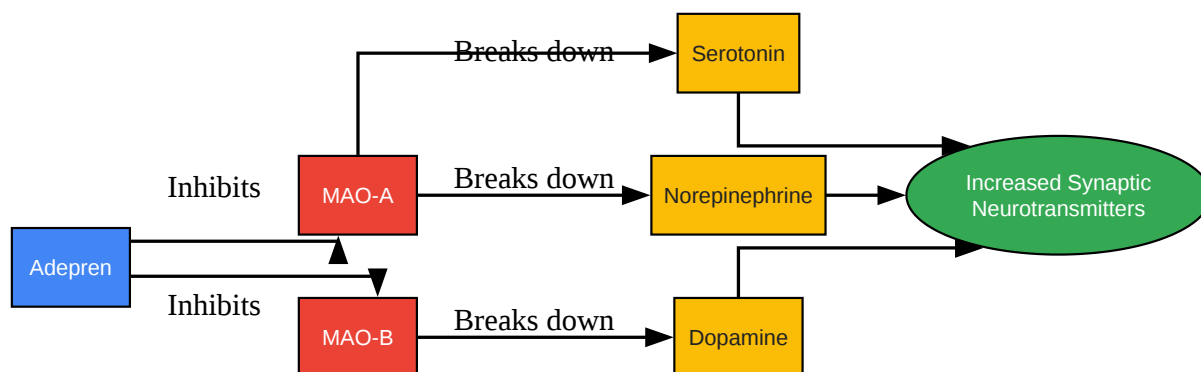 Breaks down
Serotonin
Inhibits
MAO-A
Breaks down
Norepinephrine
Increased Synaptic
Neurotransmitters
Adepren
Inhibits
MAO-B
Breaks down
Dopamine